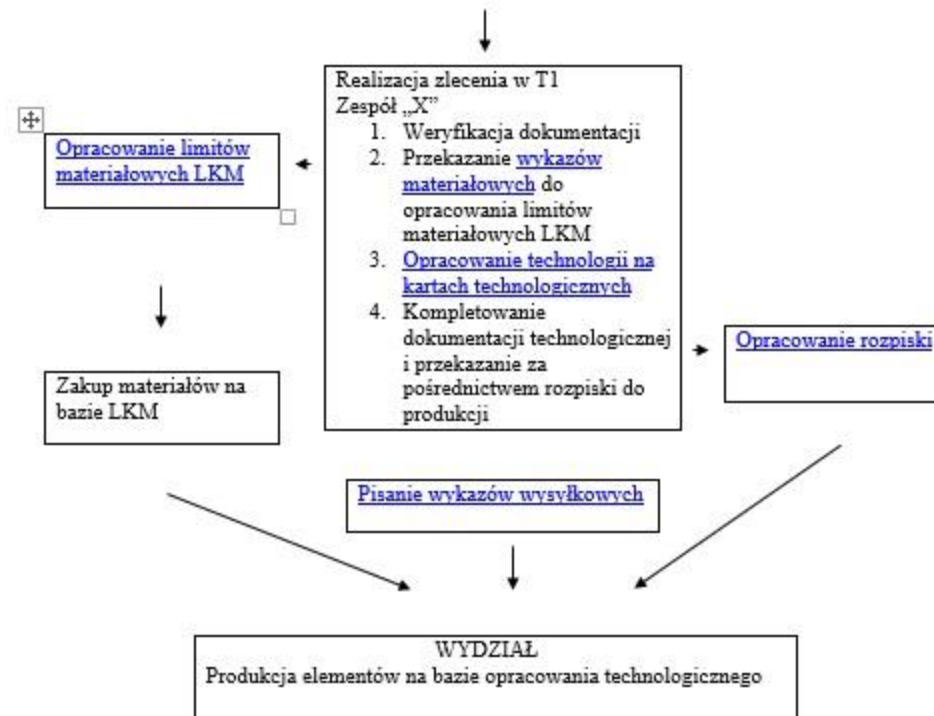 Realizacja zlecenia w T1
Zespół „X”
1. Weryfikacja dokumentacji
2. Przekazanie wykazów
materiałowych do
opracowania limitów
materiałowych LKM
3. Opracowanie technologii na
kartach technologicznych
4. Kompletowanie
dokumentacji technologicznej
i przekazanie za
pośrednictwem rozpiski do
produkcji
Opracowanie limitów
materiałowych LKM
Zakup materiałów na
bazie LKM
Opracowanie rozpiski
Pisanie wykazów wysyłkowych
WYDZIAŁ
Produkcja elementów na bazie opracowania technologicznego